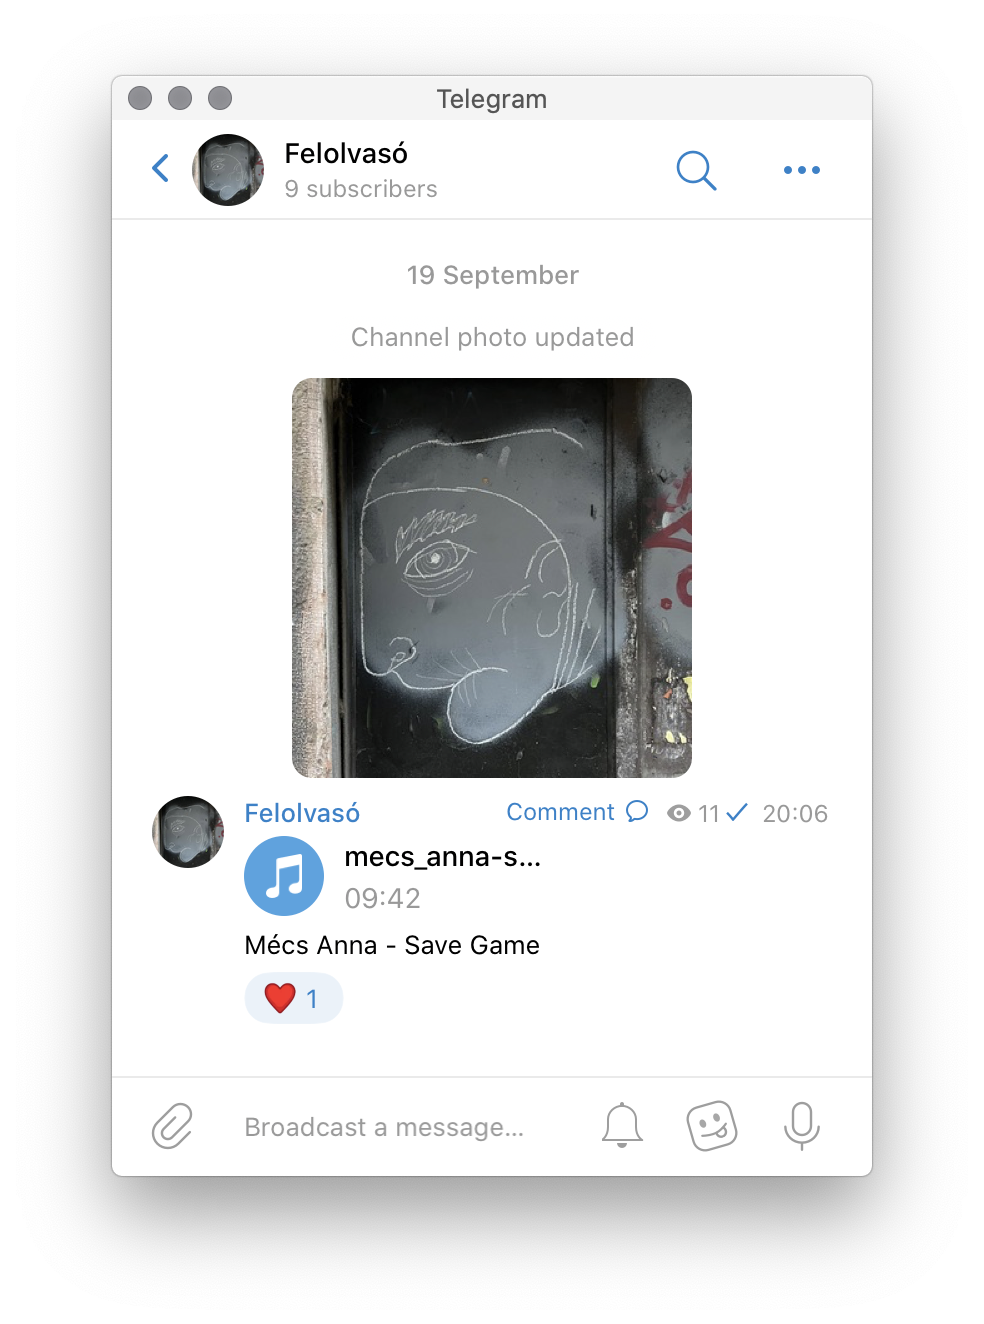 Telegram
Felolvasó
9 subscribers
19 September
Channel photo updated
Felolvasó Comment 11 20:06
mecs_anna-s...
09:42
Mécs Anna - Save Game
❤️ 1
Broadcast a message...